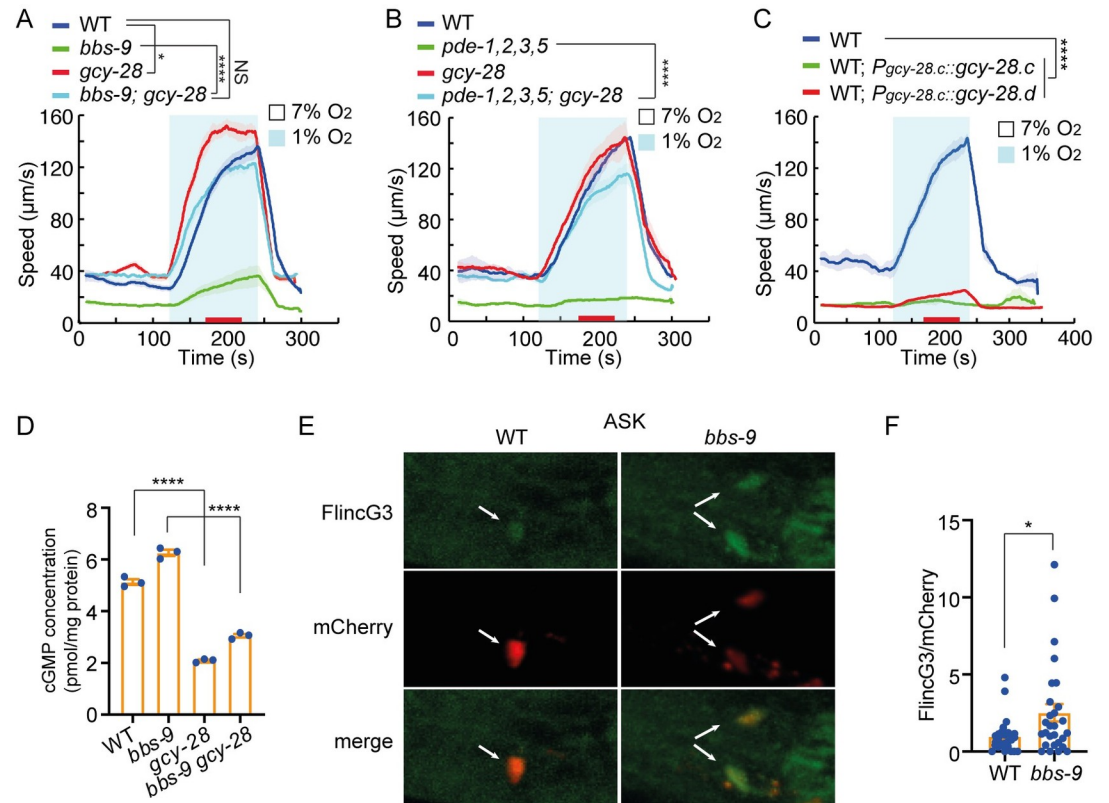 A
WT
bbs-9
gcy-28
bbs-9; gcy-28
*
****
NS
7% O2
1% O2
Speed (µm/s)
160
120
80
40
0
0
100
200
300
Time (s)
B
WT
pde-1,2,3,5
gcy-28
pde-1,2,3,5; gcy-28
****
7% O2
1% O2
Speed (µm/s)
160
120
80
40
0
0
100
200
300
Time (s)
C
WT
WT; Pgcy-28.c::gcy-28.c
WT; Pgcy-28.c::gcy-28.d
****
7% O2
1% O2
Speed (µm/s)
160
120
80
40
0
0
100
200
300
400
Time (s)
D
**** 
****
cGMP concentration
(pmol/mg protein)
8
6
4
2
0
WT
bbs-9
gcy-28
bbs-9 gcy-28
E
ASK
WT
bbs-9
FlincG3
mCherry
merge
F
*
FlincG3/mCherry
15
10
5
0
WT
bbs-9